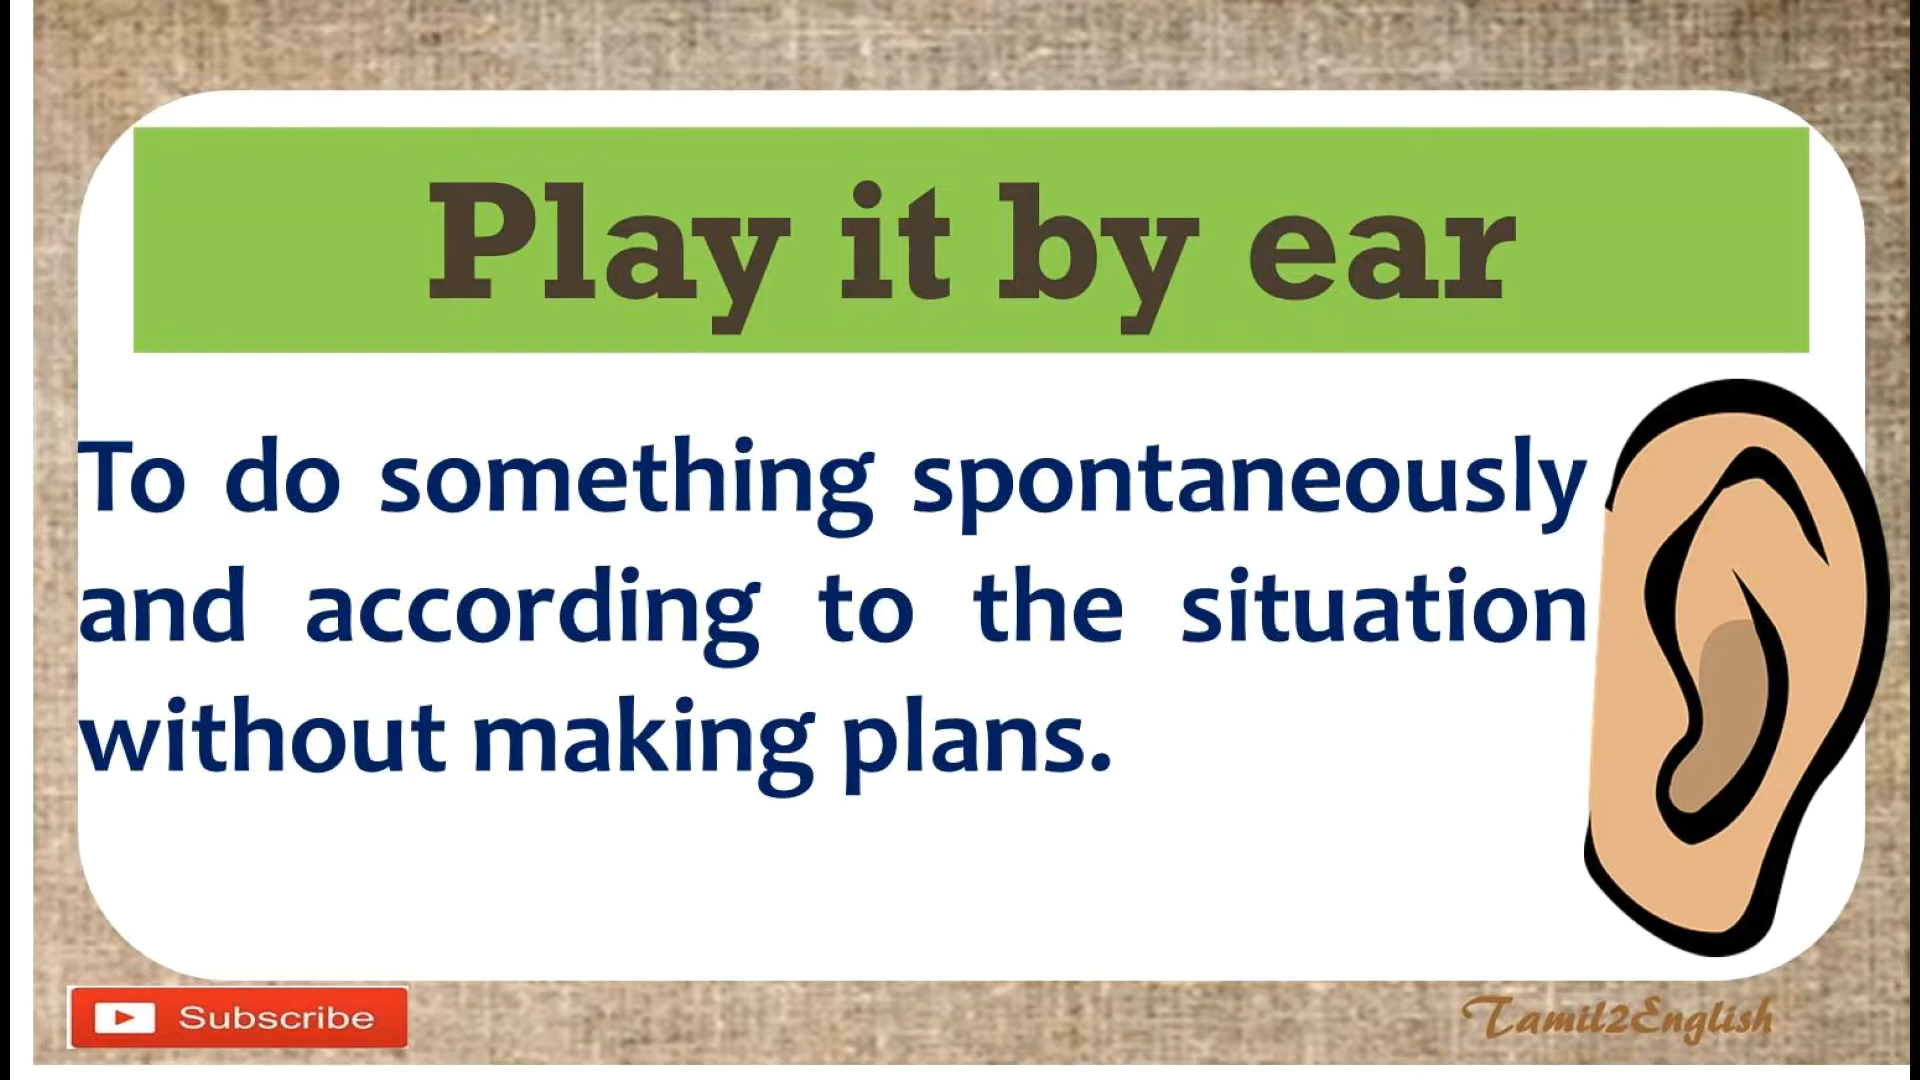 Play it by ear
To do something spontaneously
and according to the situation
without making plans.
Subscribe
Tamil2English